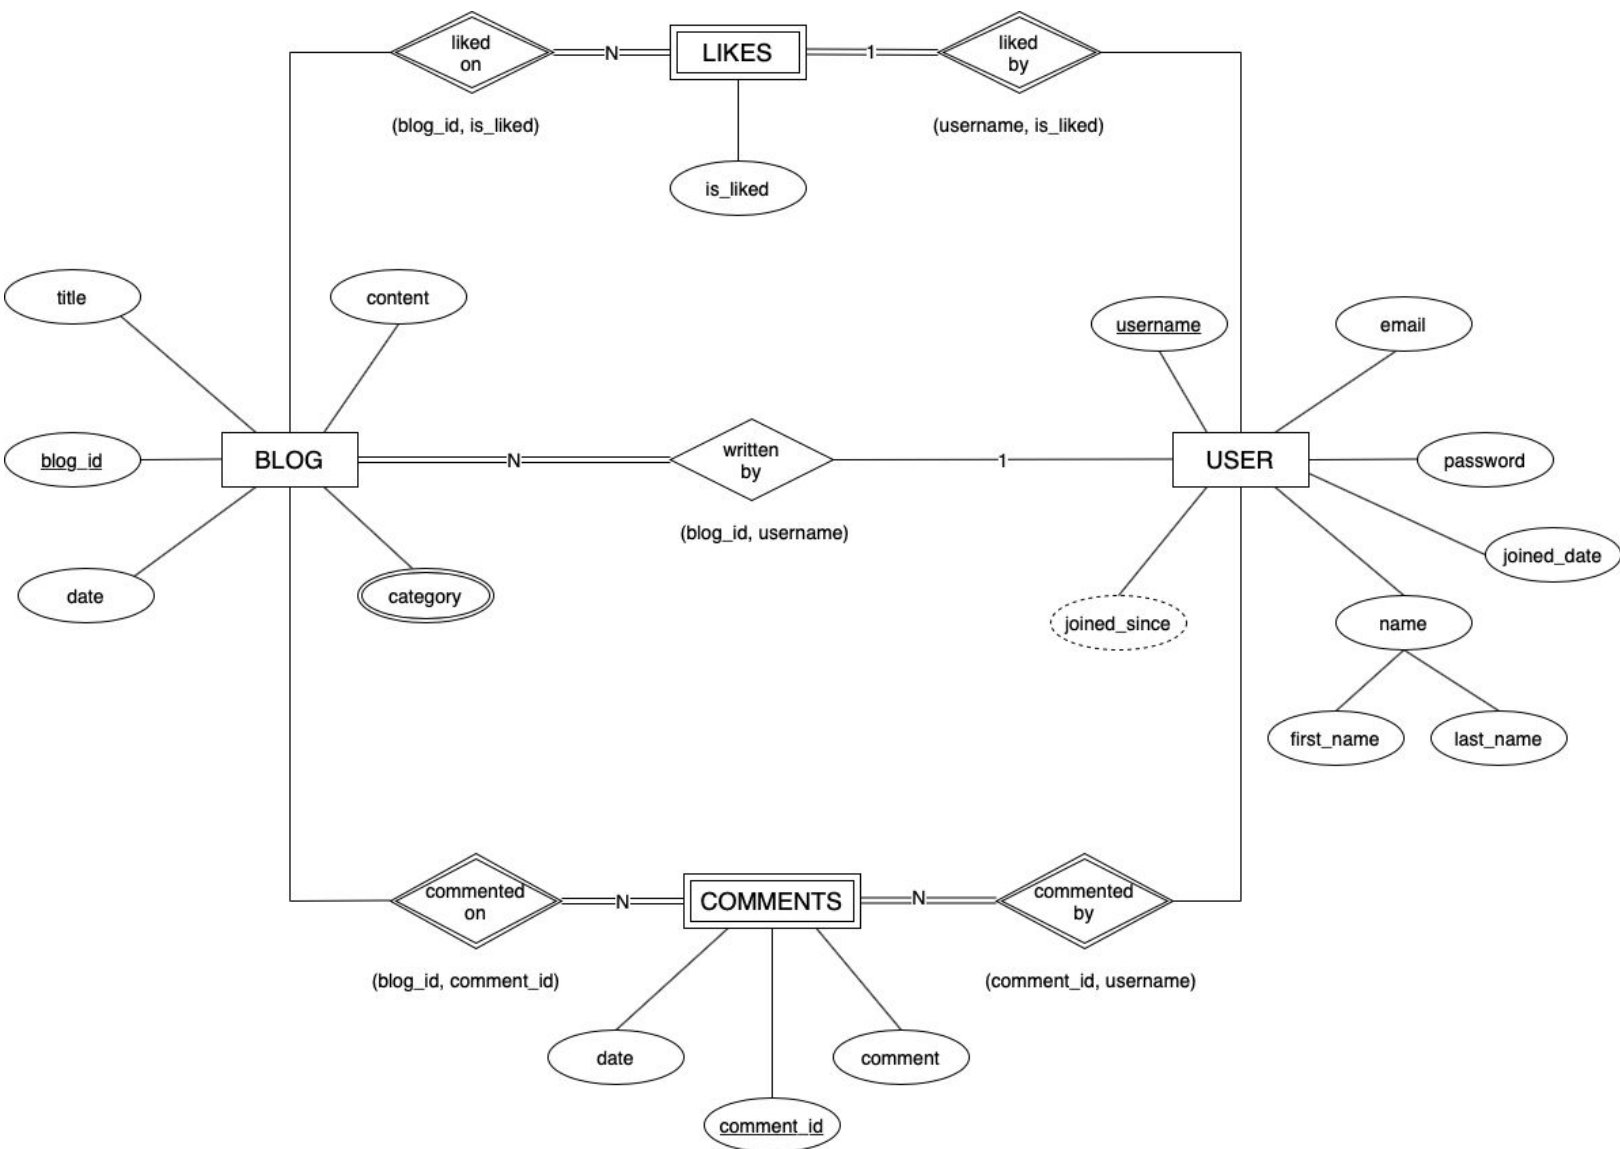 liked
on
N
LIKES
1
liked
by
(blog_id, is_liked)
(username, is_liked)
is_liked
title
content
username
email
blog_id
BLOG
N
written
by
1
USER
password
(blog_id, username)
joined_date
date
category
joined_since
name
first_name
last_name
commented
on
N
COMMENTS
N
commented
by
(blog_id, comment_id)
(comment_id, username)
date
comment
comment_id